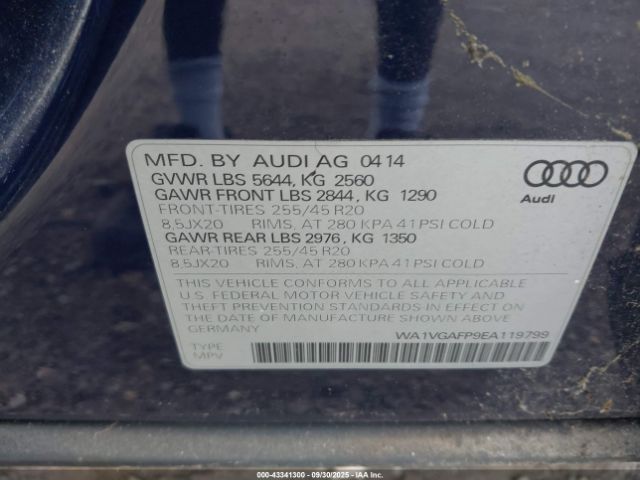 MFD. BY AUDI AG 04 14
GVWR LBS 5644, KG 2560
GAWR FRONT LBS 2844, KG 1290
FRONT-TIRES 255/45 R20
8,5JX20 RIMS, AT 280 KPA 41 PSI COLD
GAWR REAR LBS 2976, KG 1350
REAR-TIRES 255/45 R20
8,5JX20 RIMS, AT 280 KPA 41 PSI COLD
THIS VEHICLE CONFORMS TO ALL APPLICABLE
U.S. FEDERAL MOTOR VEHICLE SAFETY AND
THEFT PREVENTION STANDARDS IN EFFECT ON
THE DATE OF MANUFACTURE SHOWN ABOVE.
GERMANY
WA1VGAFP9EA119799
TYPE
MPV
Audi
000-43341300 - 09/30/2025 - IAAI.COM